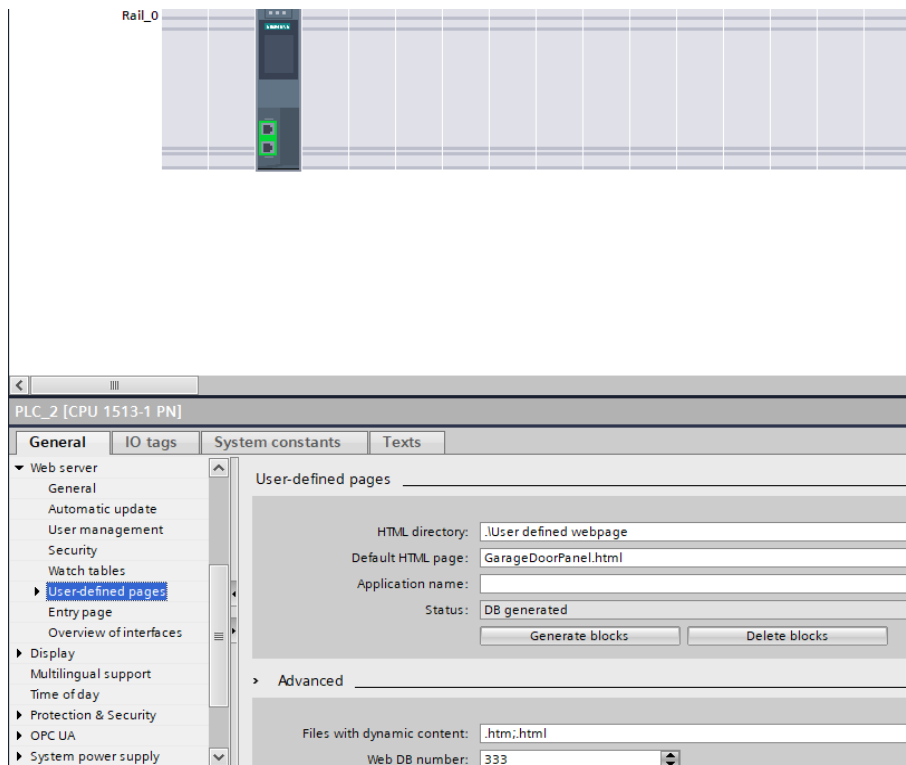 Rail_0
SIEMENS
PLC_2 [CPU 1513-1 PN]
General IO tags System constants Texts
Web server
General
Automatic update
User management
Security
Watch tables
User-defined pages
Entry page
Overview of interfaces
Display
Multilingual support
Time of day
Protection & Security
OPC UA
System power supply
User-defined pages
HTML directory: .\User defined webpage
Default HTML page: GarageDoorPanel.html
Application name:
Status: DB generated
Generate blocks Delete blocks
Advanced
Files with dynamic content: .htm;.html
Web DB number: 333